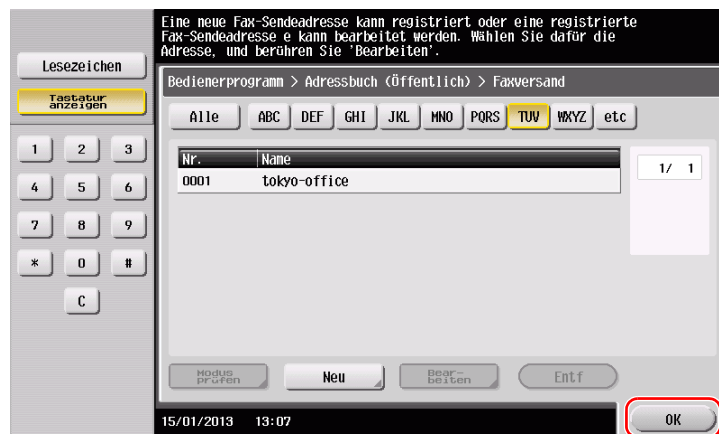 Eine neue Fax-Sendeadresse kann registriert oder eine registrierte
Fax-Sendeadress e kann bearbeitet werden. Wählen Sie dafür die
Adresse, und berühren Sie 'Bearbeiten'.
Lesezeichen
Tastatur
anzeigen
Bedienerprogramm > Adressbuch (Öffentlich) > Faxversand
Alle ABC DEF GHI JKL MNO PQRS TUV WXYZ etc
1 2 3
4 5 6
7 8 9
* 0 #
C
Nr. Name
0001 tokyo-office
1/ 1
Modus
prüfen
Neu
Bear-
beiten
Entf
15/01/2013 13:07
OK